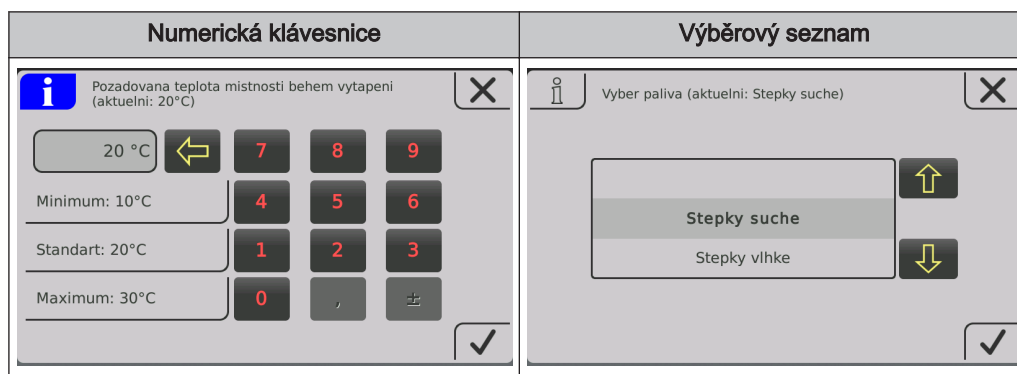 Numerická klávesnice
Výběrový seznam
i
Pozadovana teplota mistnosti behem vytapeni
(aktuelni: 20°C)
20 °C
7
8
9
Minimum: 10°C
4
5
6
Standart: 20°C
1
2
3
Maximum: 30°C
0
,
±
i
Vyber paliva (aktuelni: Stepky suche)
Stepky suche
Stepky vlhke